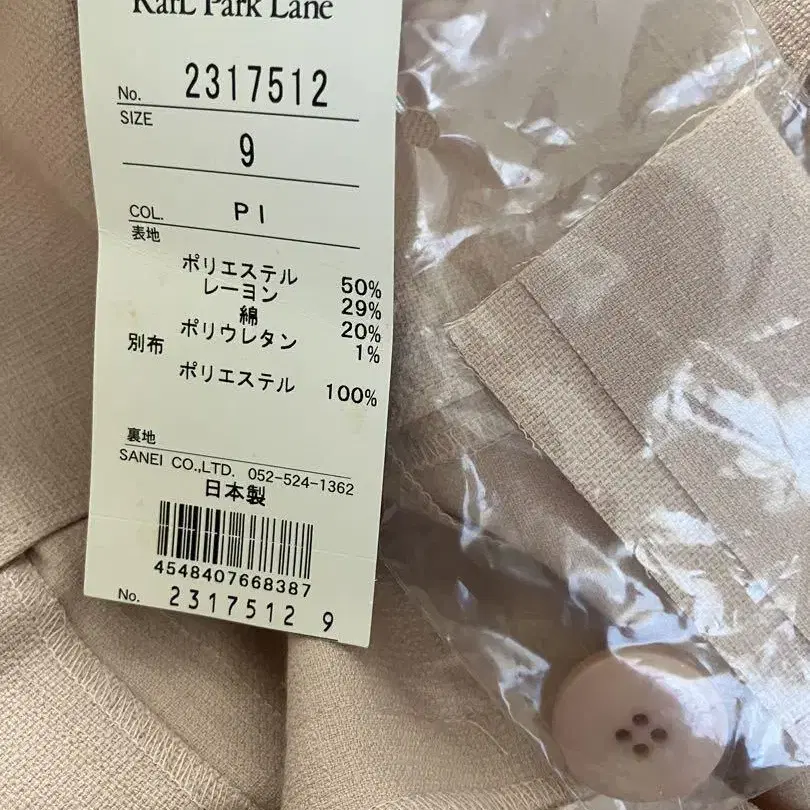 KarL Park Lane
No. 2317512
SIZE
9
COL. PI
表地
ポリエステル 50%
レーヨン 29%
綿 20%
ポリウレタン 1%
別布
ポリエステル 100%
裏地
SANEI CO.,LTD. 052-524-1362
日本製
4548407668387
No. 2317512 9